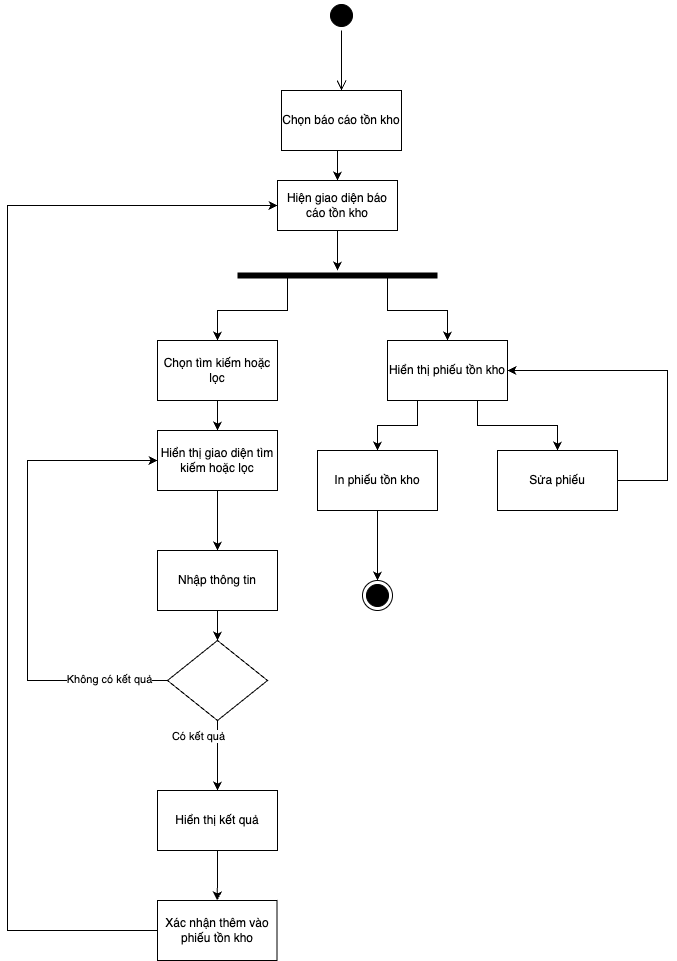 Chọn báo cáo tồn kho
Hiện giao diện báo
cáo tồn kho
Chọn tìm kiếm hoặc
lọc
Hiển thị phiếu tồn kho
Hiển thị giao diện tìm
kiếm hoặc lọc
In phiếu tồn kho
Sửa phiếu
Nhập thông tin
Không có kết quả
Có kết quả
Hiển thị kết quả
Xác nhận thêm vào
phiếu tồn kho